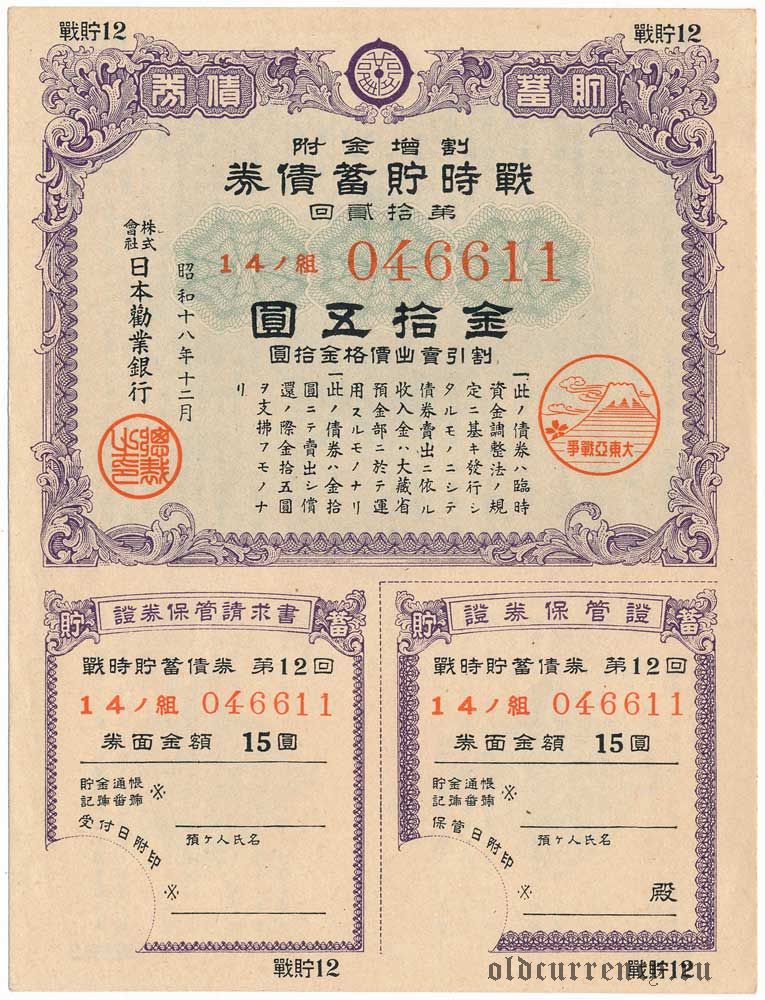 戰貯12
戰貯12
貯蓄
債券
割增金附
戰時貯蓄債券
第拾貳回
14ノ組 046611
金拾五圓
割引賣出價格金拾圓
大東亞戰爭
一、此ノ債券ハ臨時
資金調整法ノ規
定ニ基キ發行シ
タルモノニシテ
債券賣出ニ依ル
收入金ハ大藏省
預金部ニ於テ運
用スルモノナリ
一、此ノ債券ハ金拾
圓ニテ賣出シ償
還ノ際金拾五圓
ヲ支拂フモノナ
リ
昭和十八年十二月
株式會社 日本勸業銀行
總裁之印
貯 證券保管請求書 蓄
戰時貯蓄債券 第12回
14ノ組 046611
券面金額 15圓
貯金通帳
記號番號 ※
受付日附印
預ケ人氏名
※
戰貯12
貯 證券保管證 蓄
戰時貯蓄債券 第12回
14ノ組 046611
券面金額 15圓
貯金通帳
記號番號 ※
保管日附印
預ケ人氏名
※ 殿
戰貯12
oldcurrency.ru